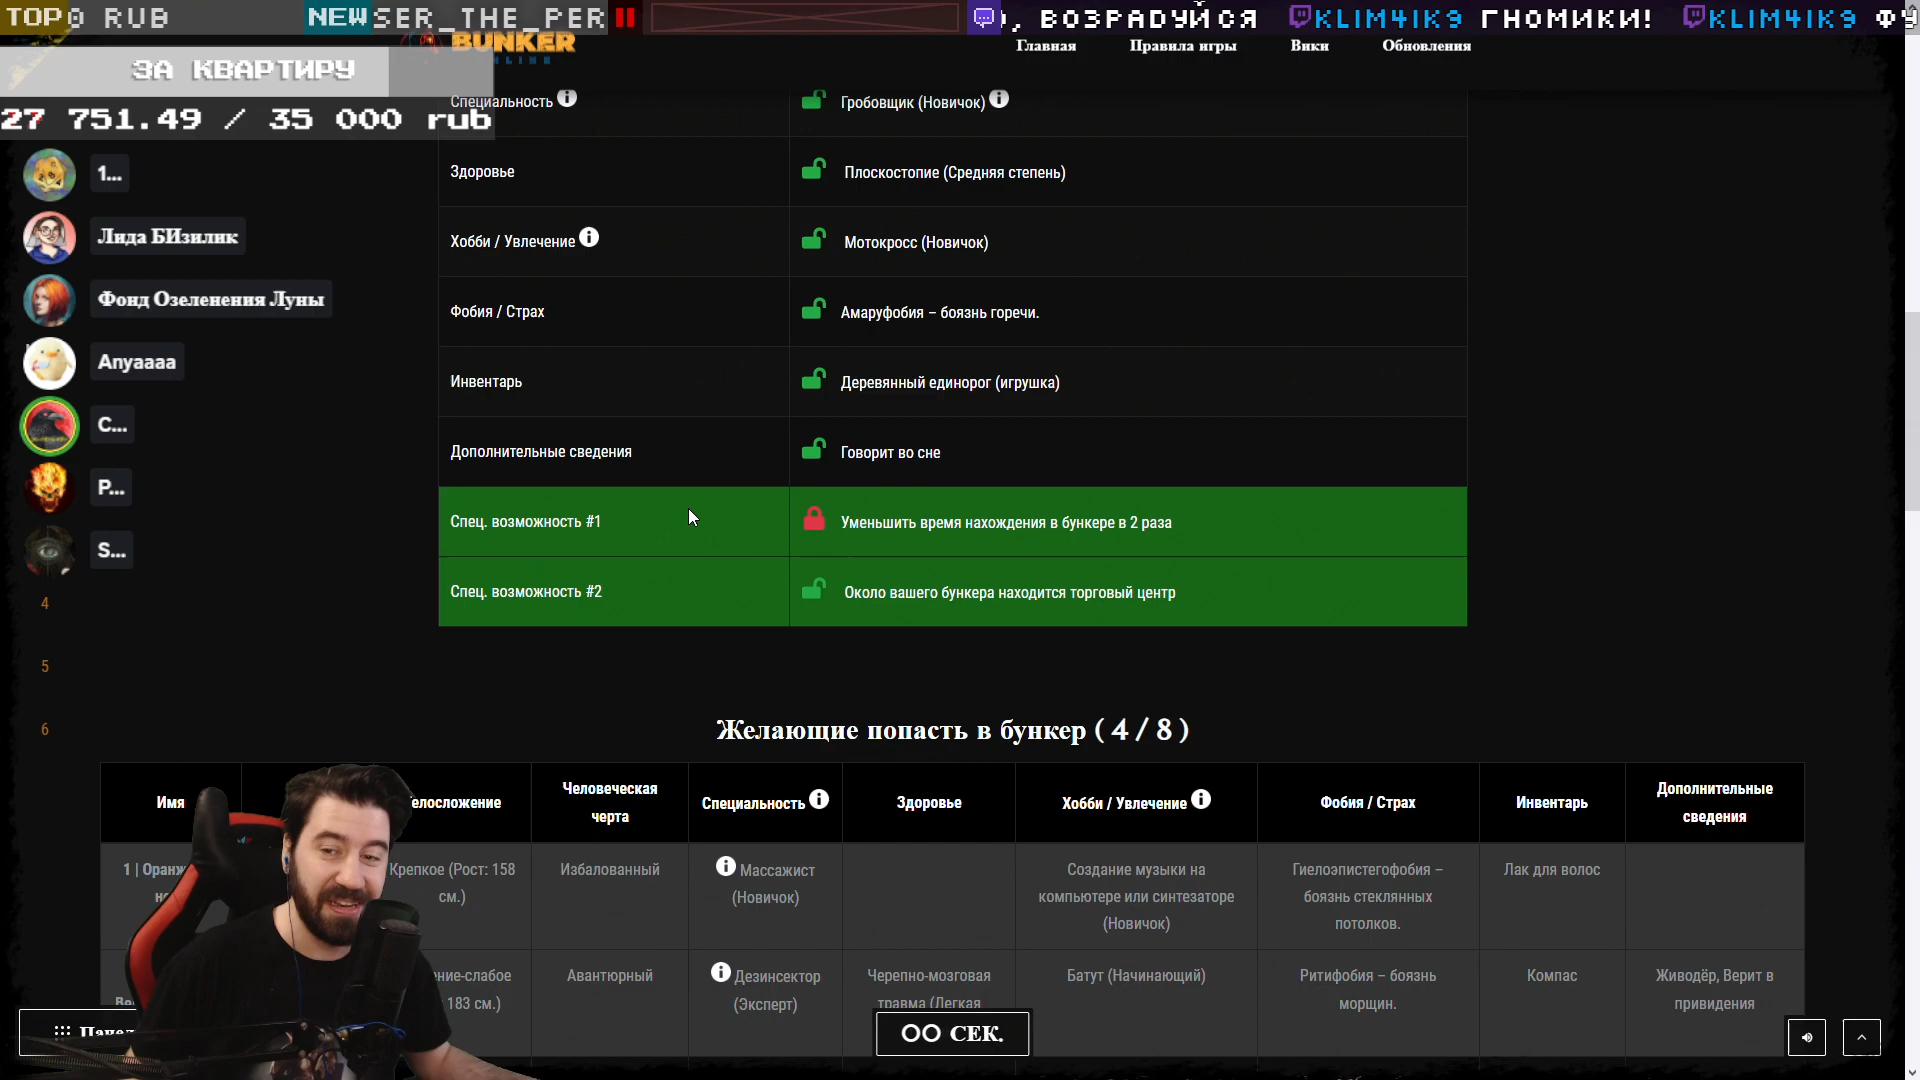 TOP 0 RUB
NEW SER_THE_PER
ВОЗРАДУЙСЯ
KLIM4IK9 ГНОМИКИ!
KLIM4IK9
BUNKER
Главная
Правила игры
Вики
Обновления
ЗА КВАРТИРУ
27 751.49 / 35 000 rub
Специальность
Гробовщик (Новичок)
1...
Здоровье
Плоскостопие (Средняя степень)
Лида БИзилик
Хобби / Увлечение
Мотокросс (Новичок)
Фонд Озеленения Луны
Фобия / Страх
Амаруфобия – боязнь горечи.
Anyaaaa
Инвентарь
Деревянный единорог (игрушка)
C...
Дополнительные сведения
Говорит во сне
P...
Спец. возможность #1
Уменьшить время нахождения в бункере в 2 раза
S...
Спец. возможность #2
Около вашего бункера находится торговый центр
4
5
6
Желающие попасть в бункер ( 4 / 8 )
Имя
Человеческая
черта
Специальность
Здоровье
Хобби / Увлечение
Фобия / Страх
Инвентарь
Дополнительные
сведения
Крепкое (Рост: 158
см.)
Избалованный
Массажист
(Новичок)
Создание музыки на
компьютере или синтезаторе
(Новичок)
Гиелоэпистегофобия –
боязнь стеклянных
потолков.
Лак для волос
183 см.)
Авантюрный
Дезинсектор
(Эксперт)
Черепно-мозговая
травма (Легкая
Батут (Начинающий)
Ритифобия – боязнь
морщин.
Компас
Живодёр, Верит в
привидения
00 СЕК.